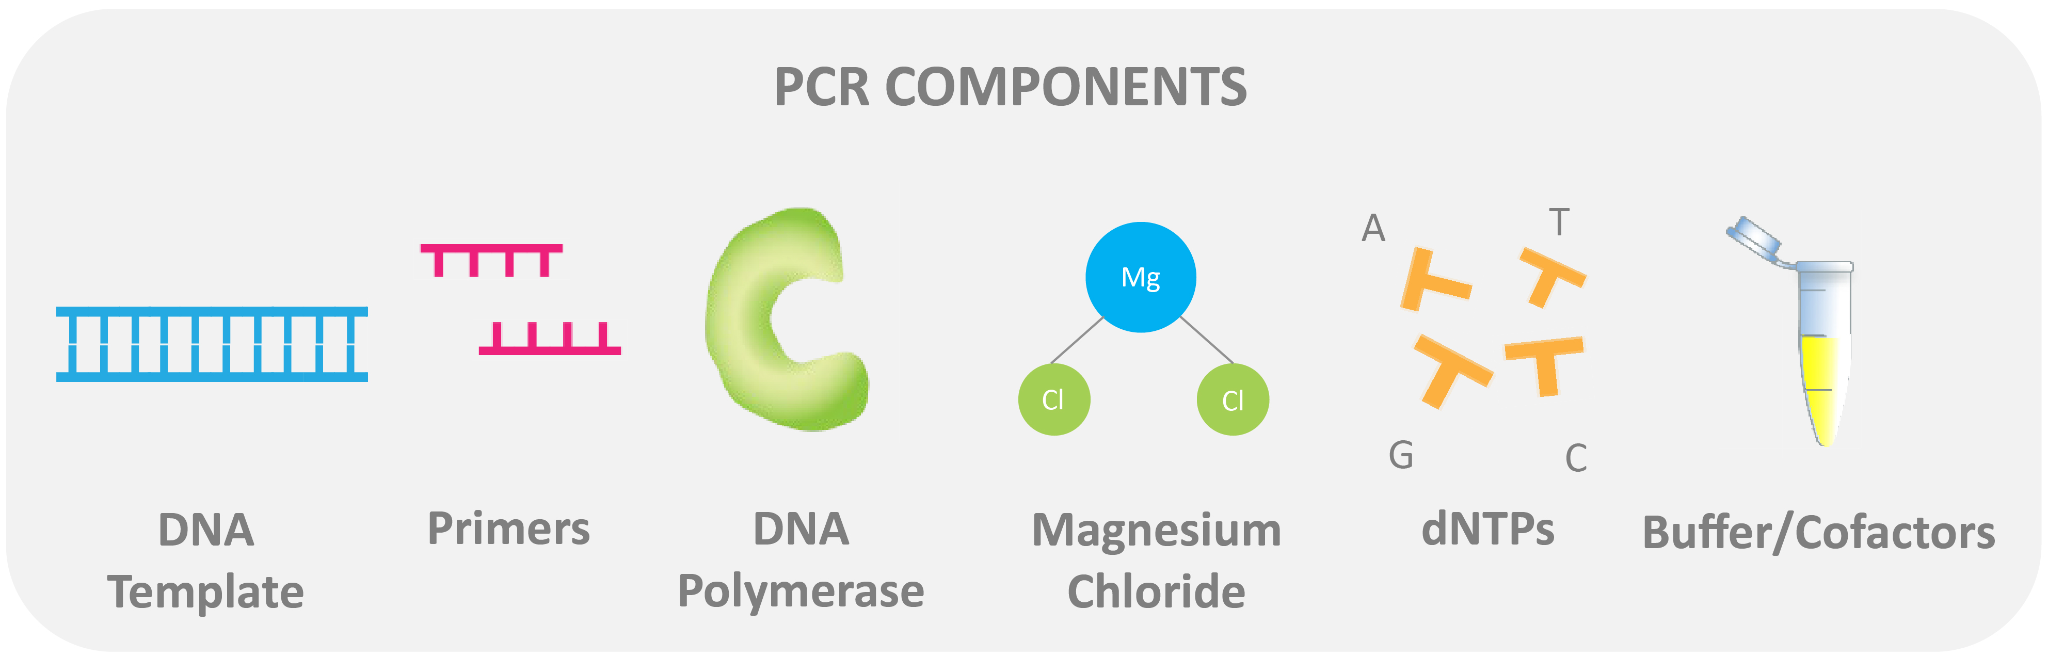 PCR COMPONENTS
A
T
Mg
Cl
Cl
G
C
DNA
Template
Primers
DNA
Polymerase
Magnesium
Chloride
dNTPs
Buffer/Cofactors